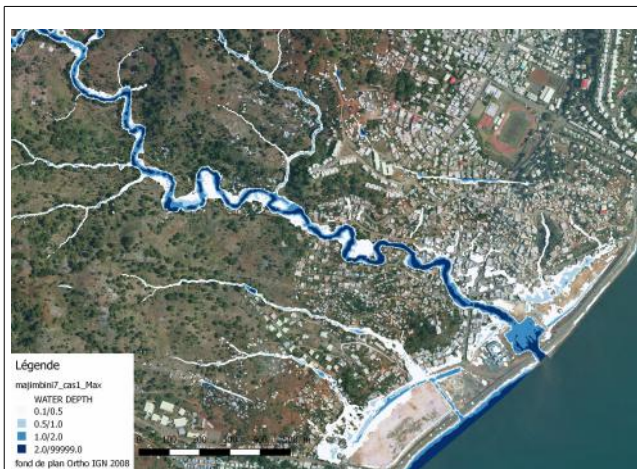 Légende
majimbini7_cas1_Max
WATER DEPTH
0.1/0.5
0.5/1.0
1.0/2.0
2.0/99999.0
fond de plan Ortho IGN 2008